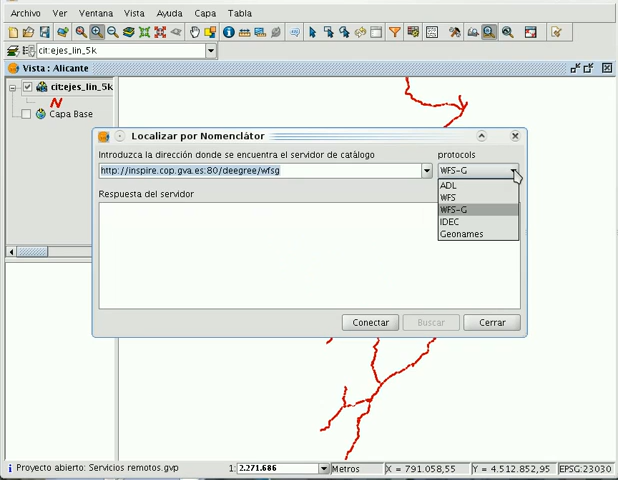 Archivo Ver Ventana Vista Ayuda Capa Tabla
cit:ejes_lin_5k
Vista : Alicante
cit:ejes_lin_5k
Capa Base
Localizar por Nomenclátor
Introduzca la dirección donde se encuentra el servidor de catálogo
protocols
http://inspire.cop.gva.es:80/deegree/wfsg
WFS-G
Respuesta del servidor
ADL
WFS
WFS-G
IDEC
Geonames
Conectar Buscar Cerrar
Proyecto abierto: Servicios remotos.gvp 1: 2.271.686 Metros X = 791.058,55 Y = 4.512.852,95 EPSG:23030